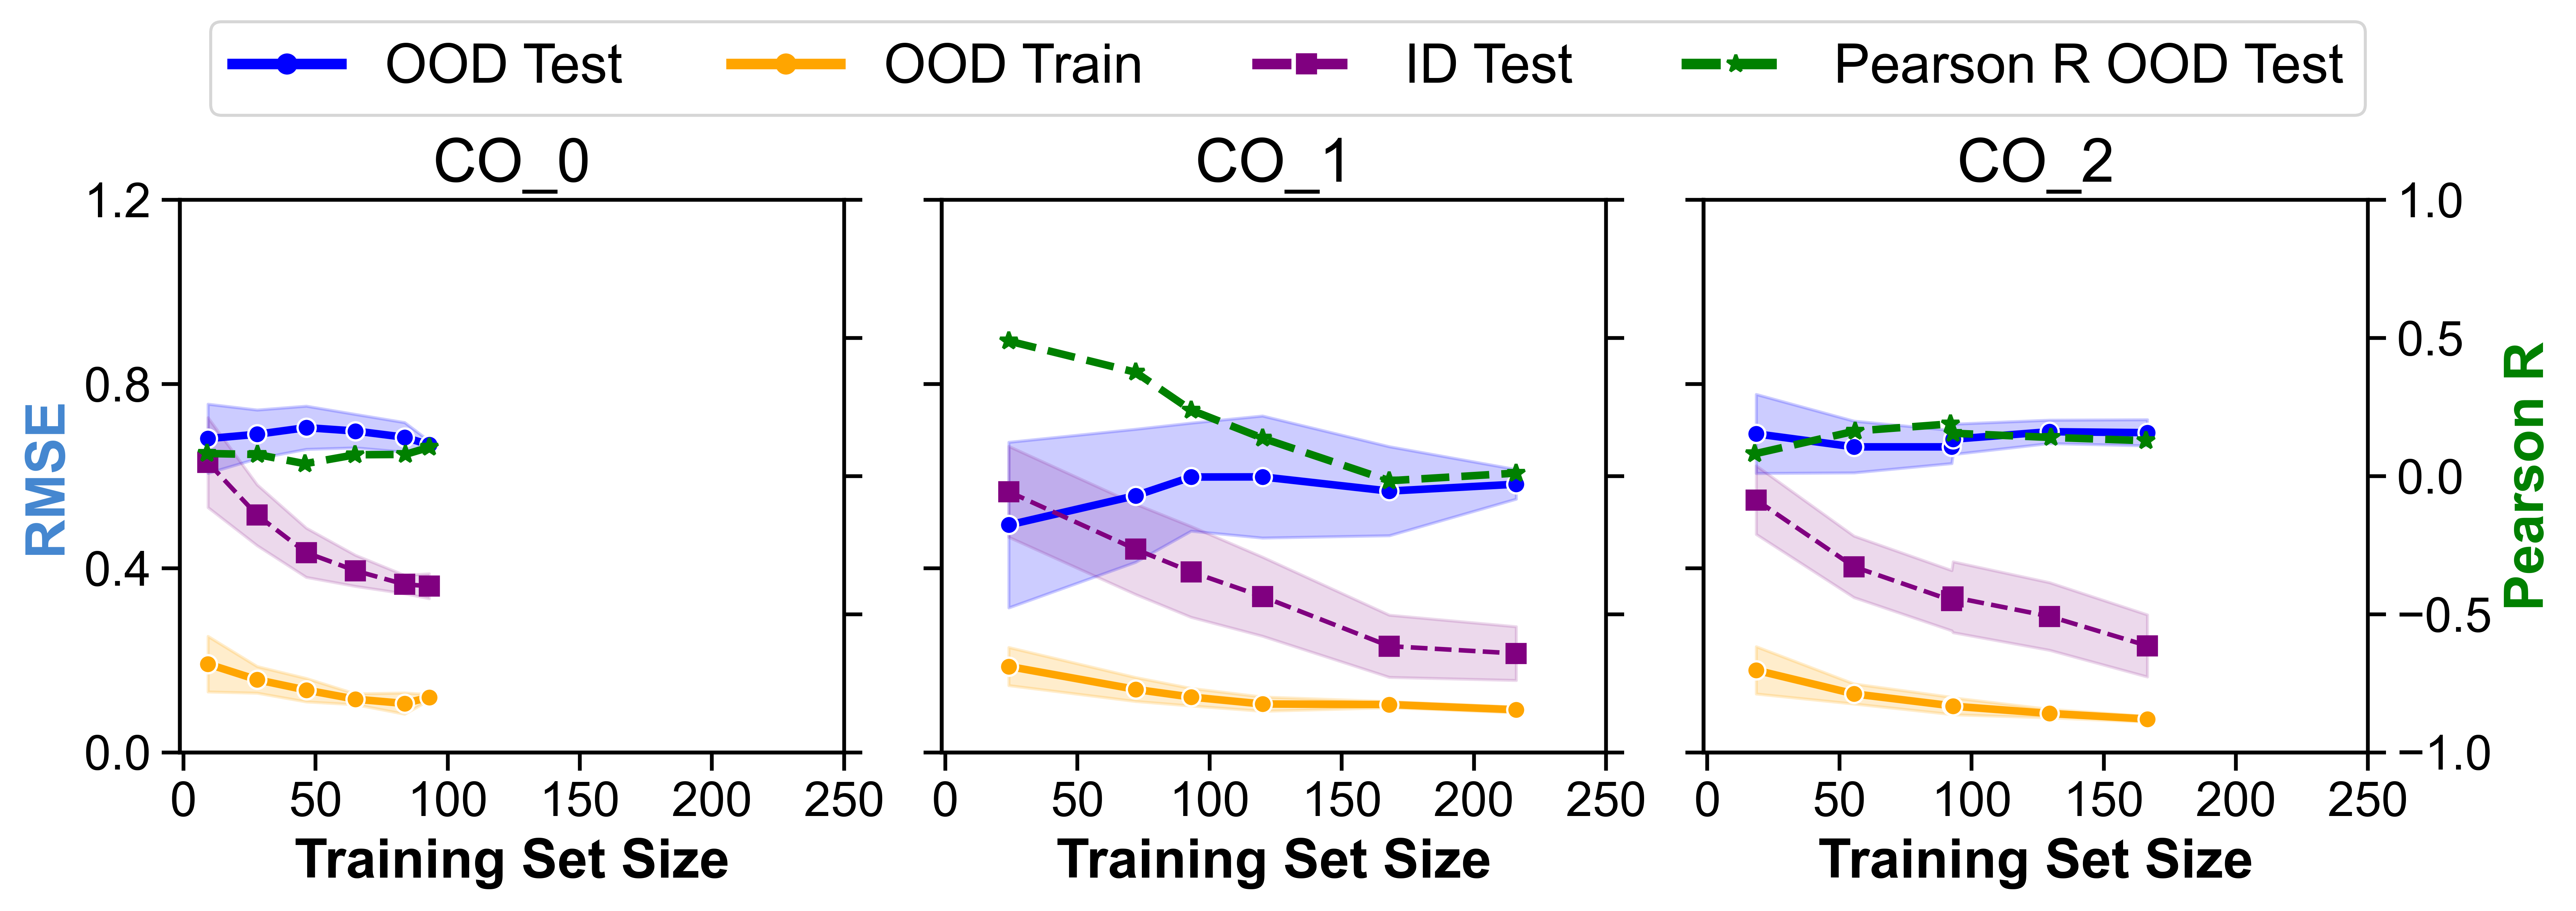 OOD Test OOD Train ID Test Pearson R OOD Test
CO_0 CO_1 CO_2
1.2 1.0
0.5
0.8
RMSE 0.0 Pearson R
0.4
−0.5
0.0 −1.0
0 50 100 150 200 250 0 50 100 150 200 250 0 50 100 150 200 250
Training Set Size Training Set Size Training Set Size